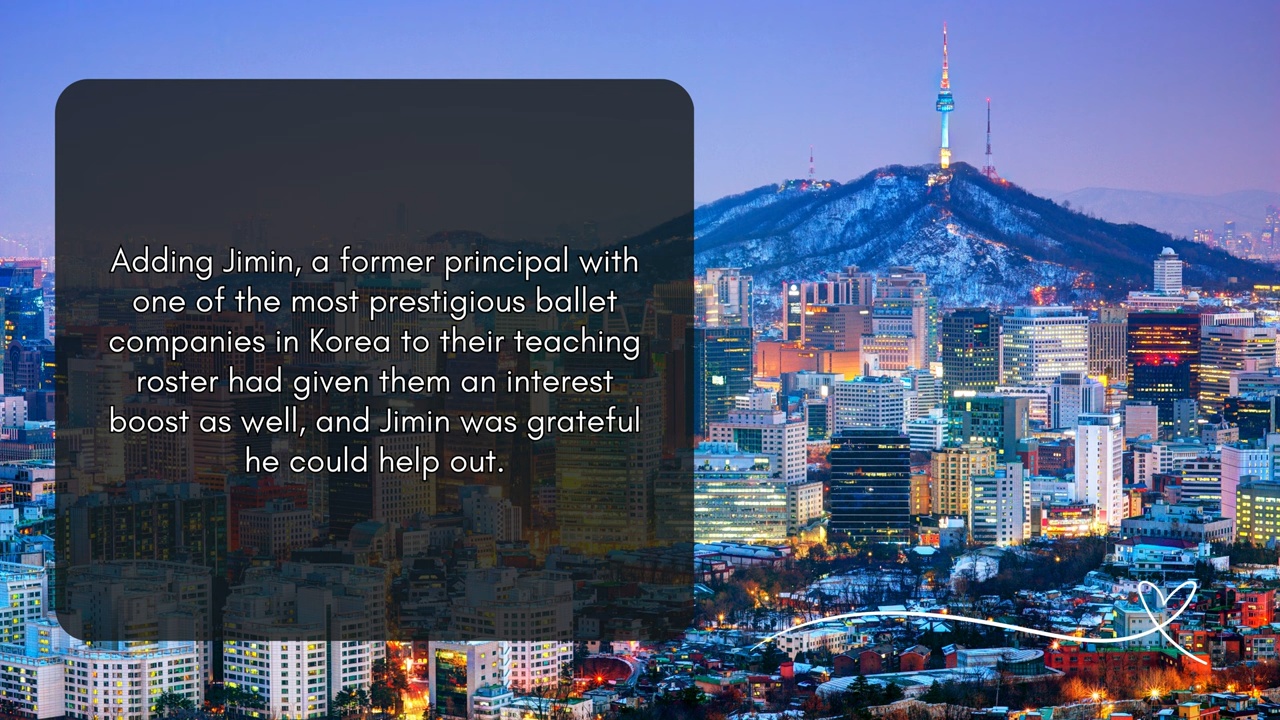 Adding Jimin, a former principal with
one of the most prestigious ballet
companies in Korea to their teaching
roster had given them an interest
boost as well, and Jimin was grateful
he could help out.